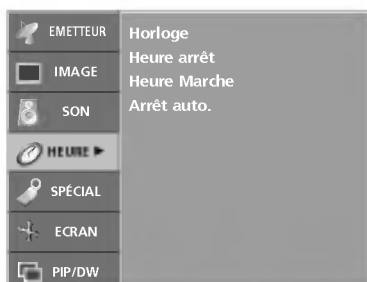 EMETTEUR
IMAGE
SON
HEURE ►
SPÉCIAL
ECRAN
PIP/DW
Horloge
Heure arrêt
Heure Marche
Arrêt auto.